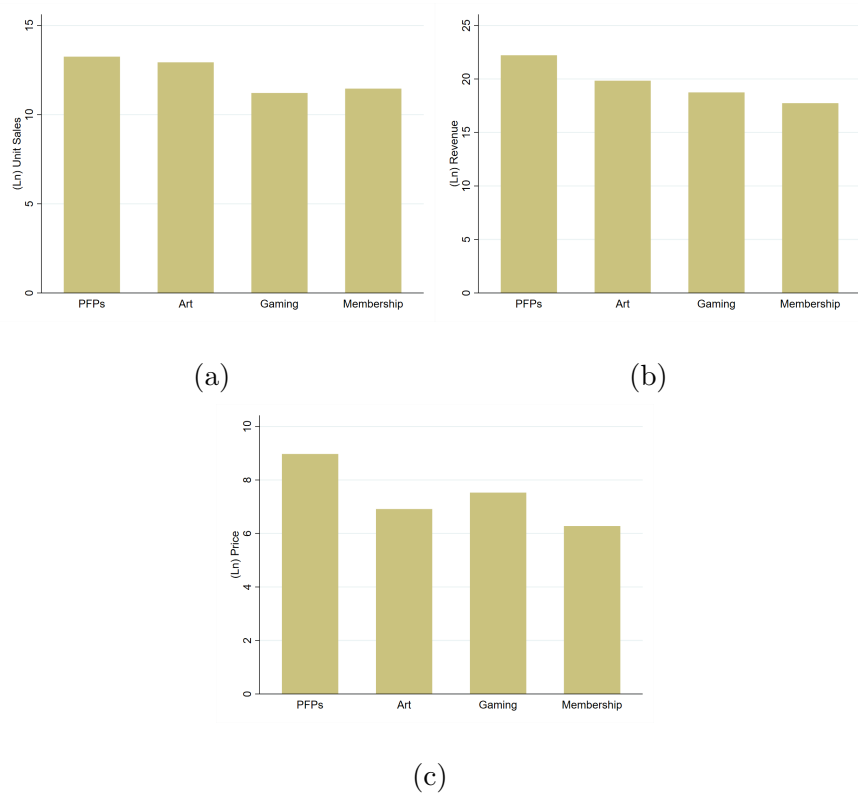 (Ln) Unit Sales
15
10
5
0
PFPs Art Gaming Membership
(a)
(Ln) Revenue
25
20
15
10
5
0
PFPs Art Gaming Membership
(b)
(Ln) Price
10
8
6
4
2
0
PFPs Art Gaming Membership
(c)